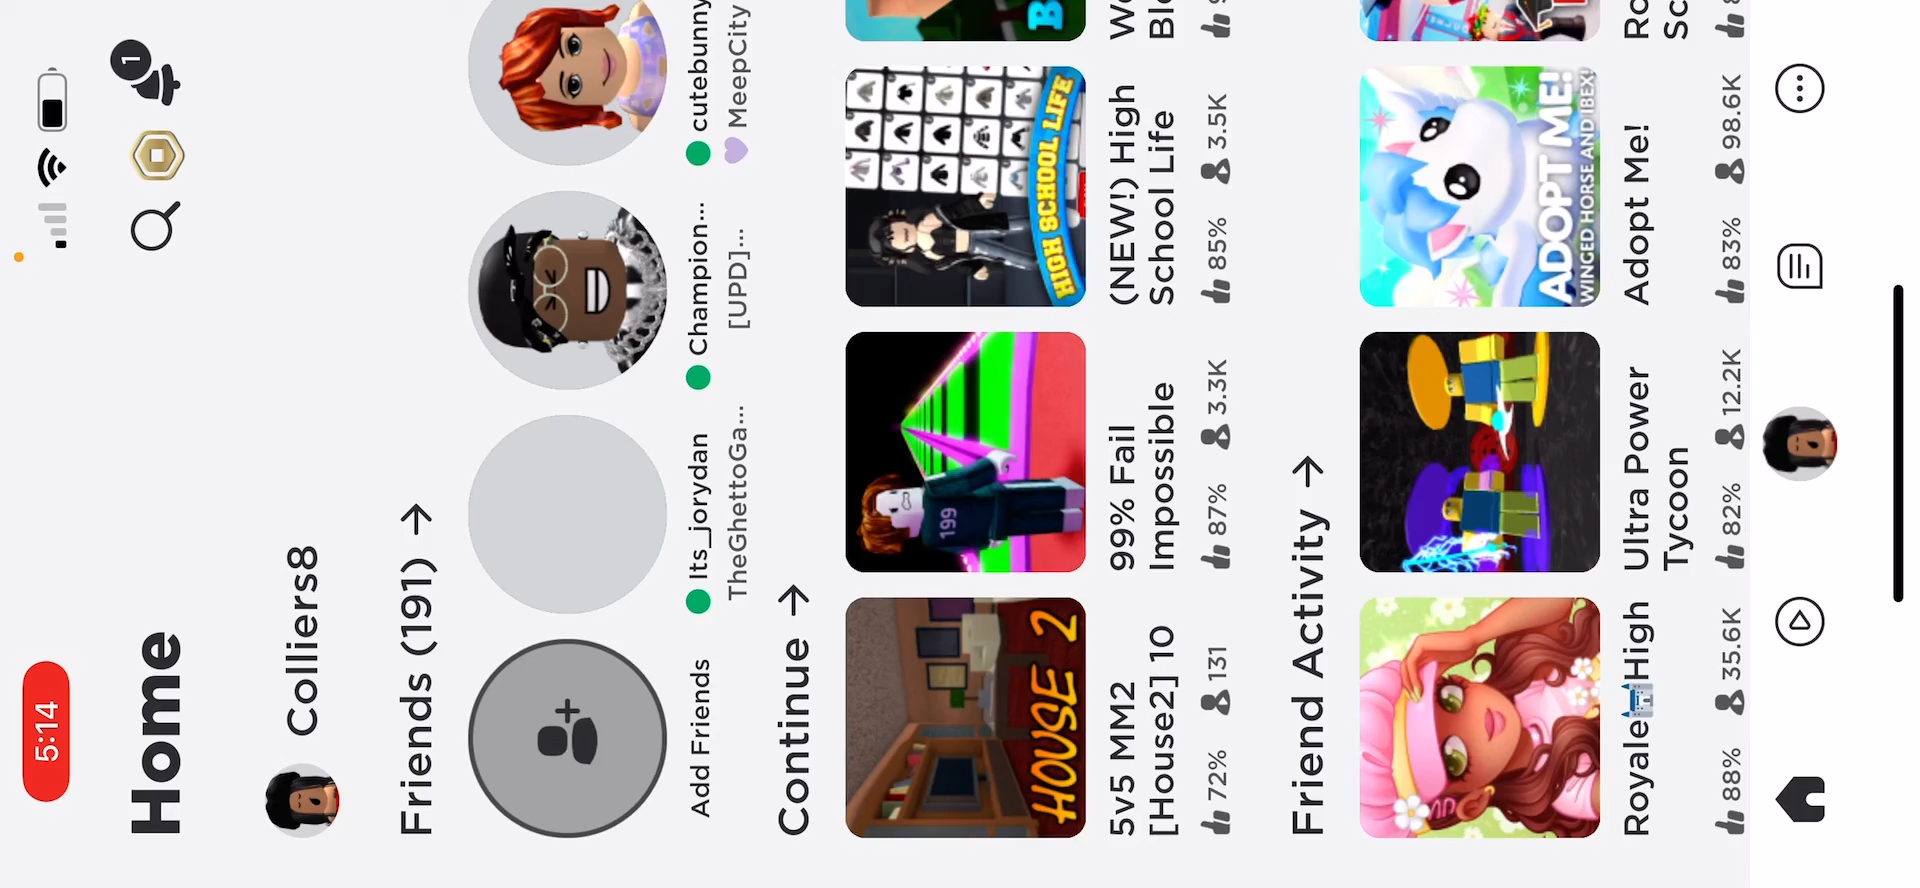 5:14
1
Home
Colliers8
Friends (191) →
Add Friends
Its_jorydan
TheGhettoGa...
Champion...
[UPD]...
cutebunny
MeepCity
Continue →
HOUSE 2
5v5 MM2
[House2] 10
72% 131
199
99% Fail
Impossible
87% 3.3K
HIGH SCHOOL LIFE
(NEW!) High
School Life
85% 3.5K
B
Friend Activity →
Royale🏰High
88% 35.6K
Ultra Power
Tycoon
82% 12.2K
ADOPT ME!
WINGED HORSE AND IBEX!
Adopt Me!
83% 98.6K